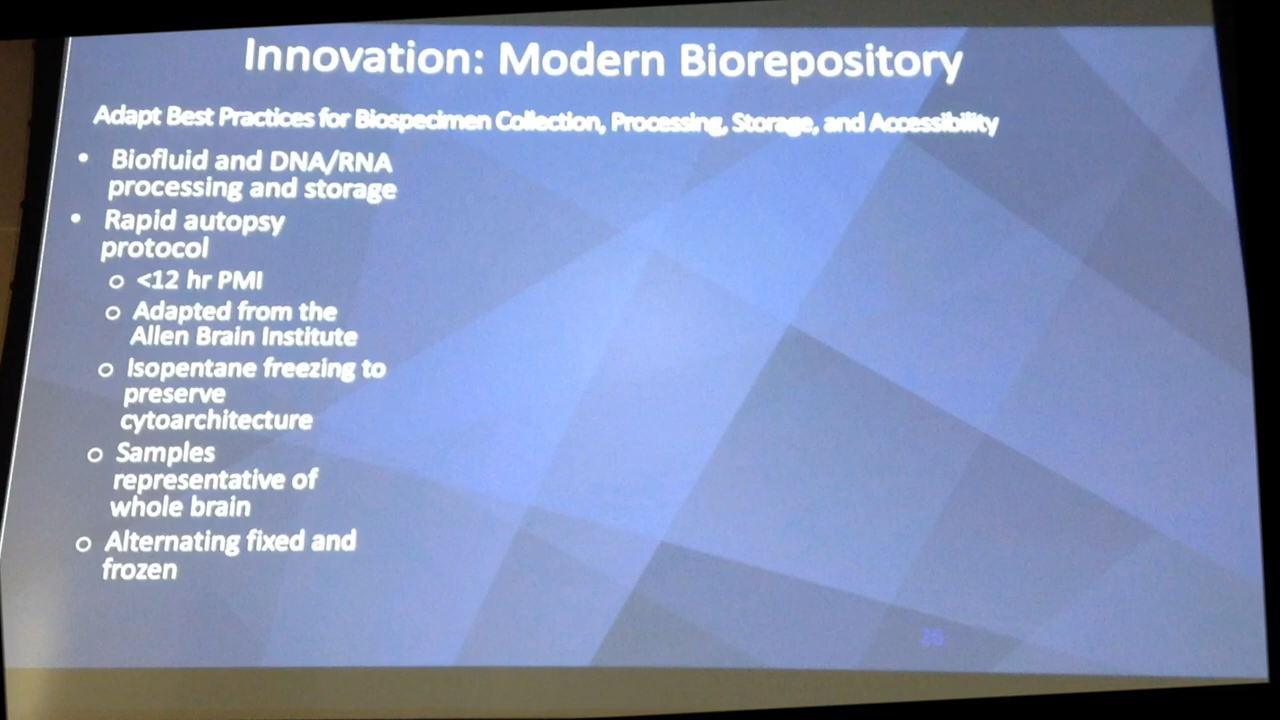 Innovation: Modern Biorepository
Adapt Best Practices for Biospecimen Collection, Processing, Storage, and Accessibility
• Biofluid and DNA/RNA
processing and storage
• Rapid autopsy
protocol
o <12 hr PMI
o Adapted from the
Allen Brain Institute
o Isopentane freezing to
preserve
cytoarchitecture
o Samples
representative of
whole brain
o Alternating fixed and
frozen
26